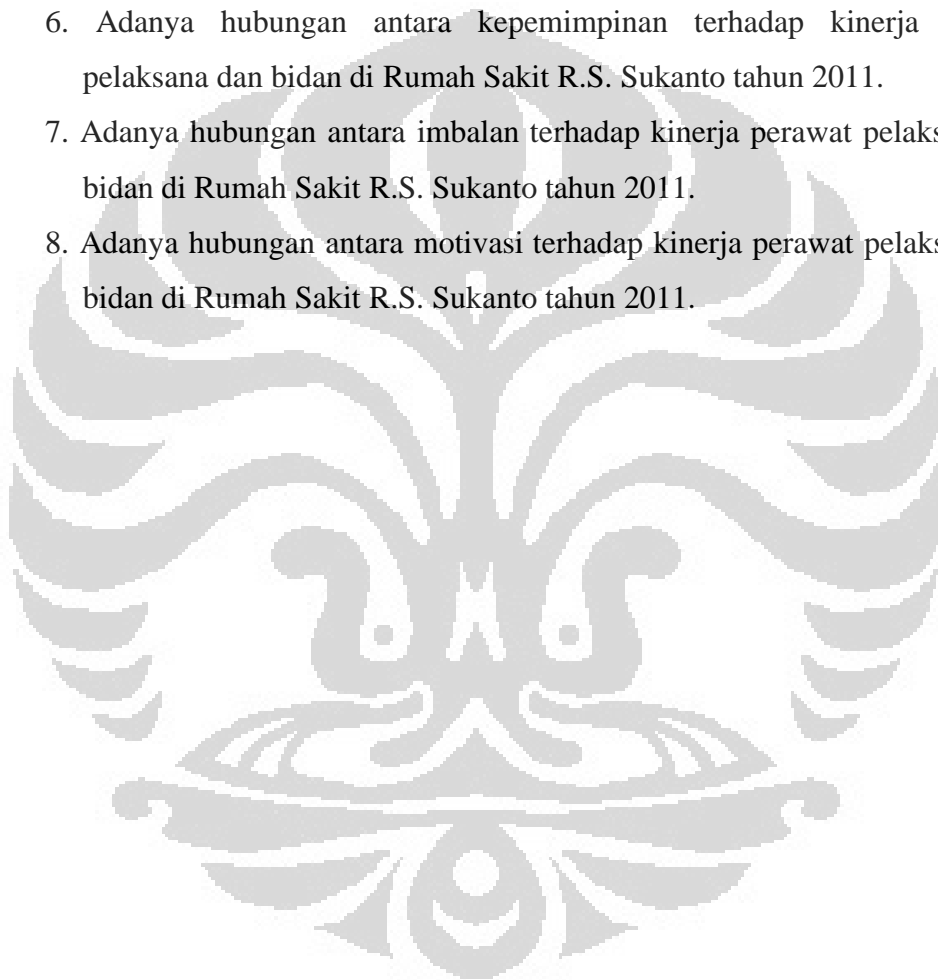 6. Adanya hubungan antara kepemimpinan terhadap kinerja
pelaksana dan bidan di Rumah Sakit R.S. Sukanto tahun 2011.
7. Adanya hubungan antara imbalan terhadap kinerja perawat pelaks
bidan di Rumah Sakit R.S. Sukanto tahun 2011.
8. Adanya hubungan antara motivasi terhadap kinerja perawat pelaks
bidan di Rumah Sakit R.S. Sukanto tahun 2011.